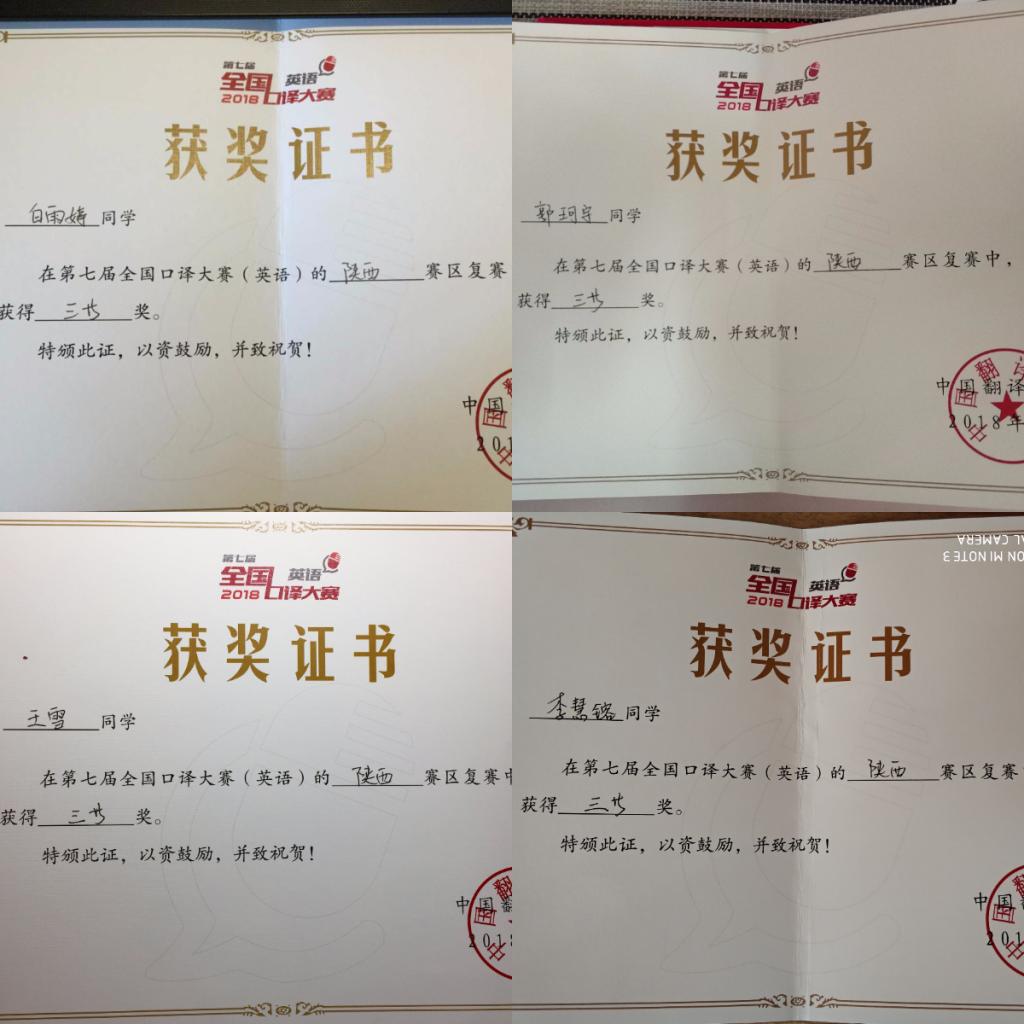 第七届
全国英语
2018口译大赛
获奖证书
白雨婷同学
在第七届全国口译大赛（英语）的陕西赛区复赛
获得三等奖。
特颁此证，以资鼓励，并致祝贺！
中国
201
第七届
全国英语
2018口译大赛
获奖证书
郭珂宇同学
在第七届全国口译大赛（英语）的陕西赛区复赛中，
获得三等奖。
特颁此证，以资鼓励，并致祝贺！
中国翻译
2018年
第七届
全国英语
2018口译大赛
获奖证书
王雪同学
在第七届全国口译大赛（英语）的陕西赛区复赛中
获得三等奖。
特颁此证，以资鼓励，并致祝贺！
中国翻
2018
ON MI NOTE 3
AL CAMERA
第七届
全国英语
2018口译大赛
获奖证书
李慧同学
在第七届全国口译大赛（英语）的陕西赛区复赛
获得三等奖。
特颁此证，以资鼓励，并致祝贺！
中国
201